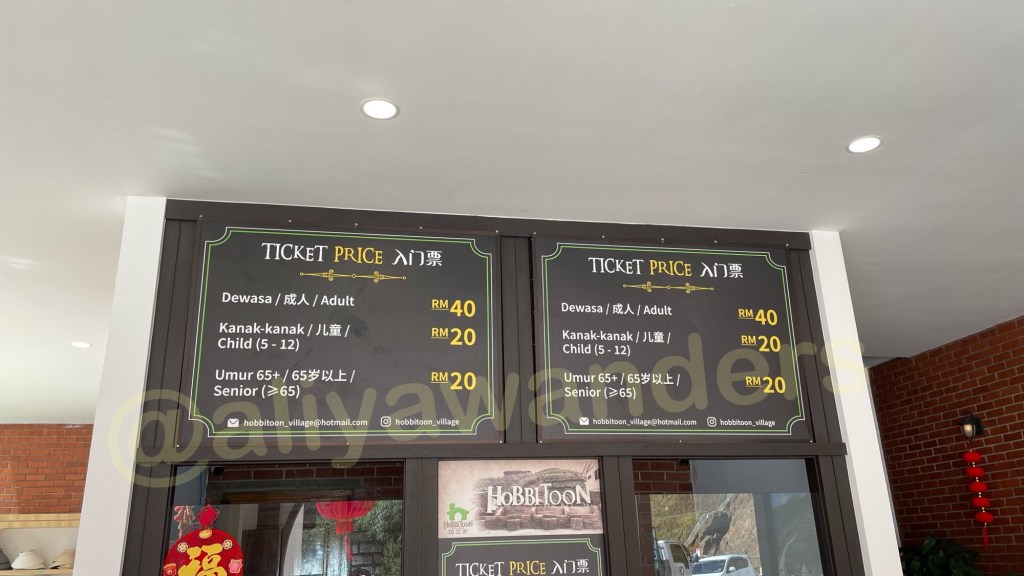 TICKET PRICE 入门票
Dewasa / 成人 / Adult RM40
Kanak-kanak / 儿童 /
Child (5 - 12) RM20
Umur 65+ / 65岁以上 /
Senior (≥65) RM20
hobbitoon_village@hotmail.com hobbitoon_village
TICKET PRICE 入门票
Dewasa / 成人 / Adult RM40
Kanak-kanak / 儿童 /
Child (5 - 12) RM20
Umur 65+ / 65岁以上 /
Senior (≥65) RM20
hobbitoon_village@hotmail.com hobbitoon_village
@aliyawanders
HOBBITOON
HOBBITOON
TICKET PRICE 入门票
福